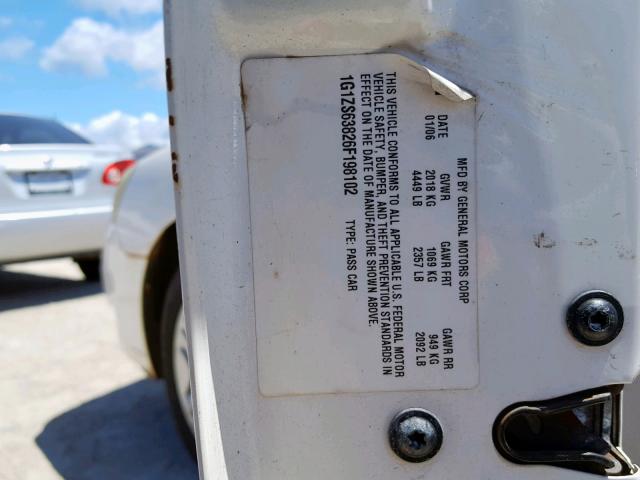 MFD BY GENERAL MOTORS CORP
DATE GVWR GAWR FRT GAWR RR
01/06 2018 KG 1069 KG 949 KG
4449 LB 2357 LB 2092 LB
THIS VEHICLE CONFORMS TO ALL APPLICABLE U.S. FEDERAL MOTOR
VEHICLE SAFETY, BUMPER, AND THEFT PREVENTION STANDARDS IN
EFFECT ON THE DATE OF MANUFACTURE SHOWN ABOVE.
1G1ZS63826F198102 TYPE: PASS CAR